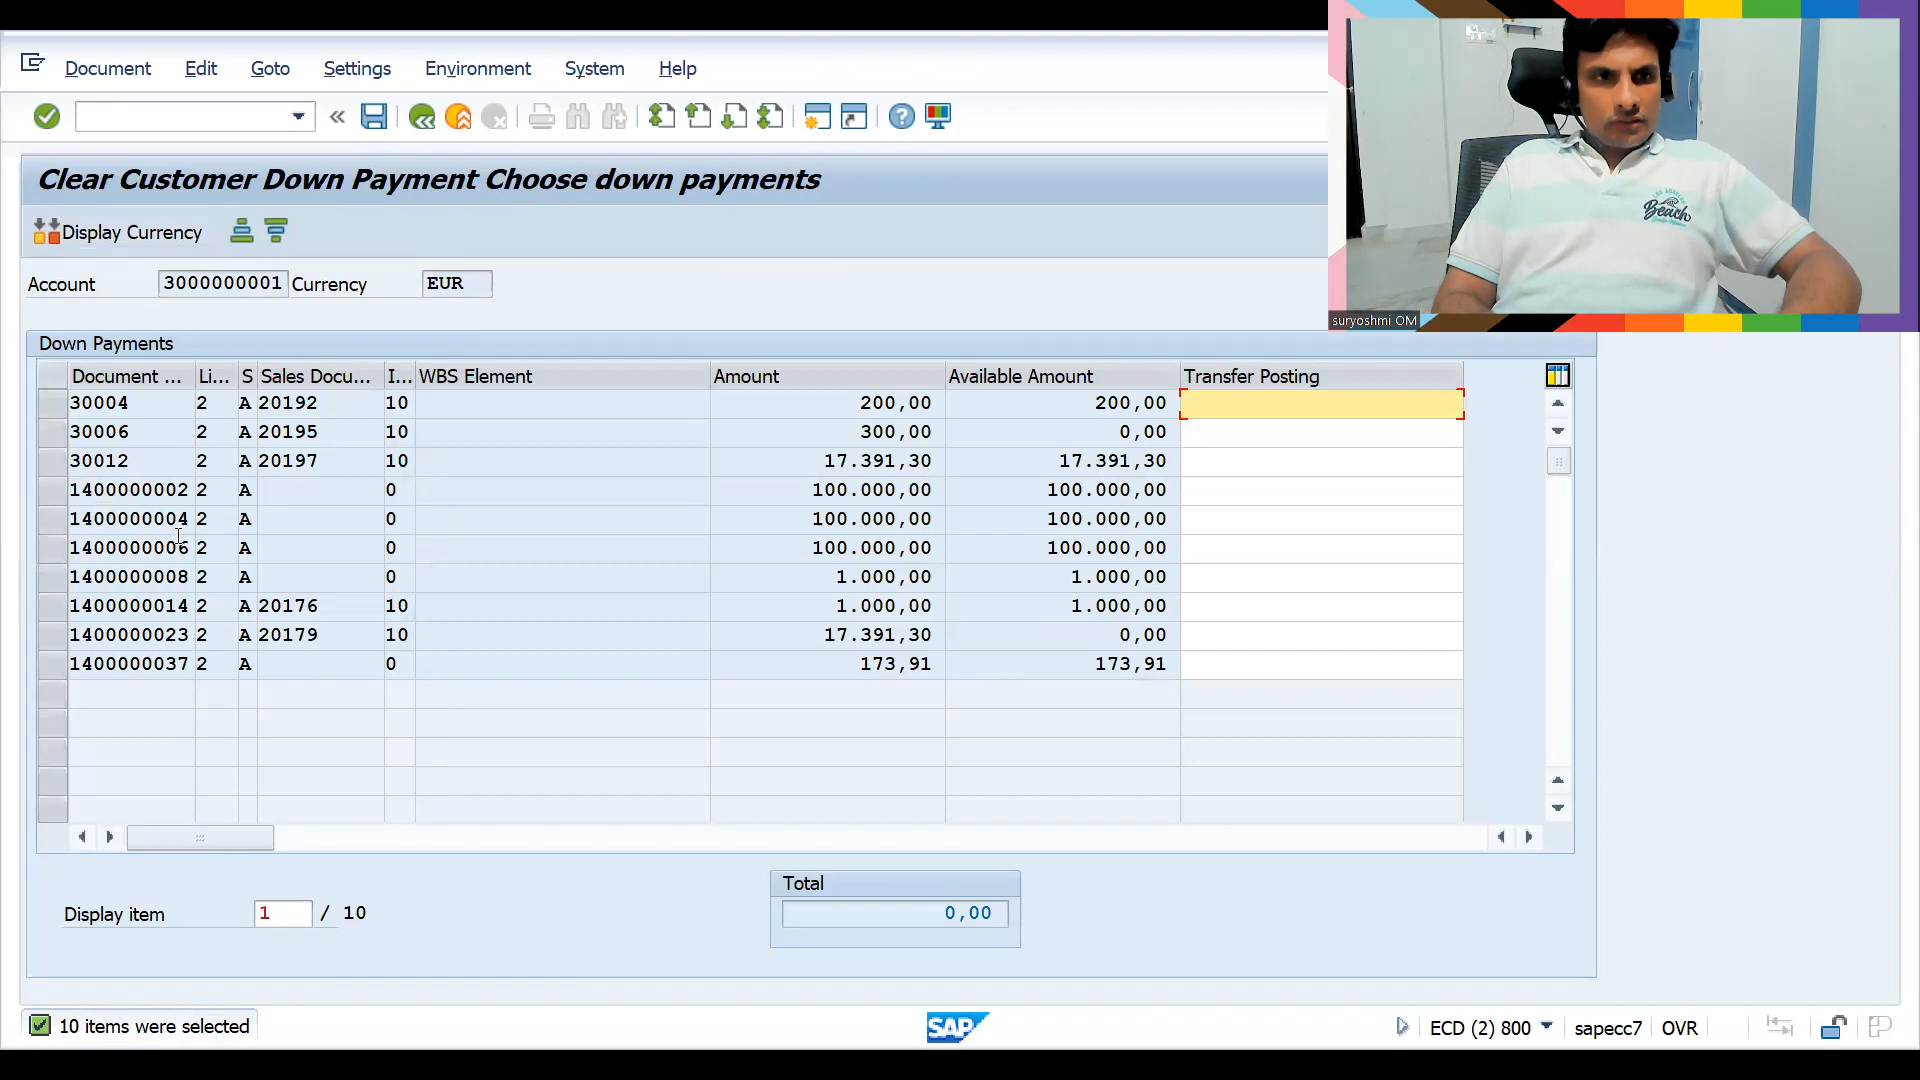 Document Edit Goto Settings Environment System Help
Clear Customer Down Payment Choose down payments
Display Currency
Account 3000000001 Currency EUR
Beach
suryoshmi OM
Down Payments
Document ... Li... S Sales Docu... I... WBS Element Amount Available Amount Transfer Posting
30004 2 A 20192 10 200,00 200,00
30006 2 A 20195 10 300,00 0,00
30012 2 A 20197 10 17.391,30 17.391,30
1400000002 2 A 0 100.000,00 100.000,00
1400000004 2 A 0 100.000,00 100.000,00
1400000006 2 A 0 100.000,00 100.000,00
1400000008 2 A 0 1.000,00 1.000,00
1400000014 2 A 20176 10 1.000,00 1.000,00
1400000023 2 A 20179 10 17.391,30 0,00
1400000037 2 A 0 173,91 173,91
Total
Display item 1 / 10 0,00
10 items were selected SAP ECD (2) 800 sapecc7 OVR